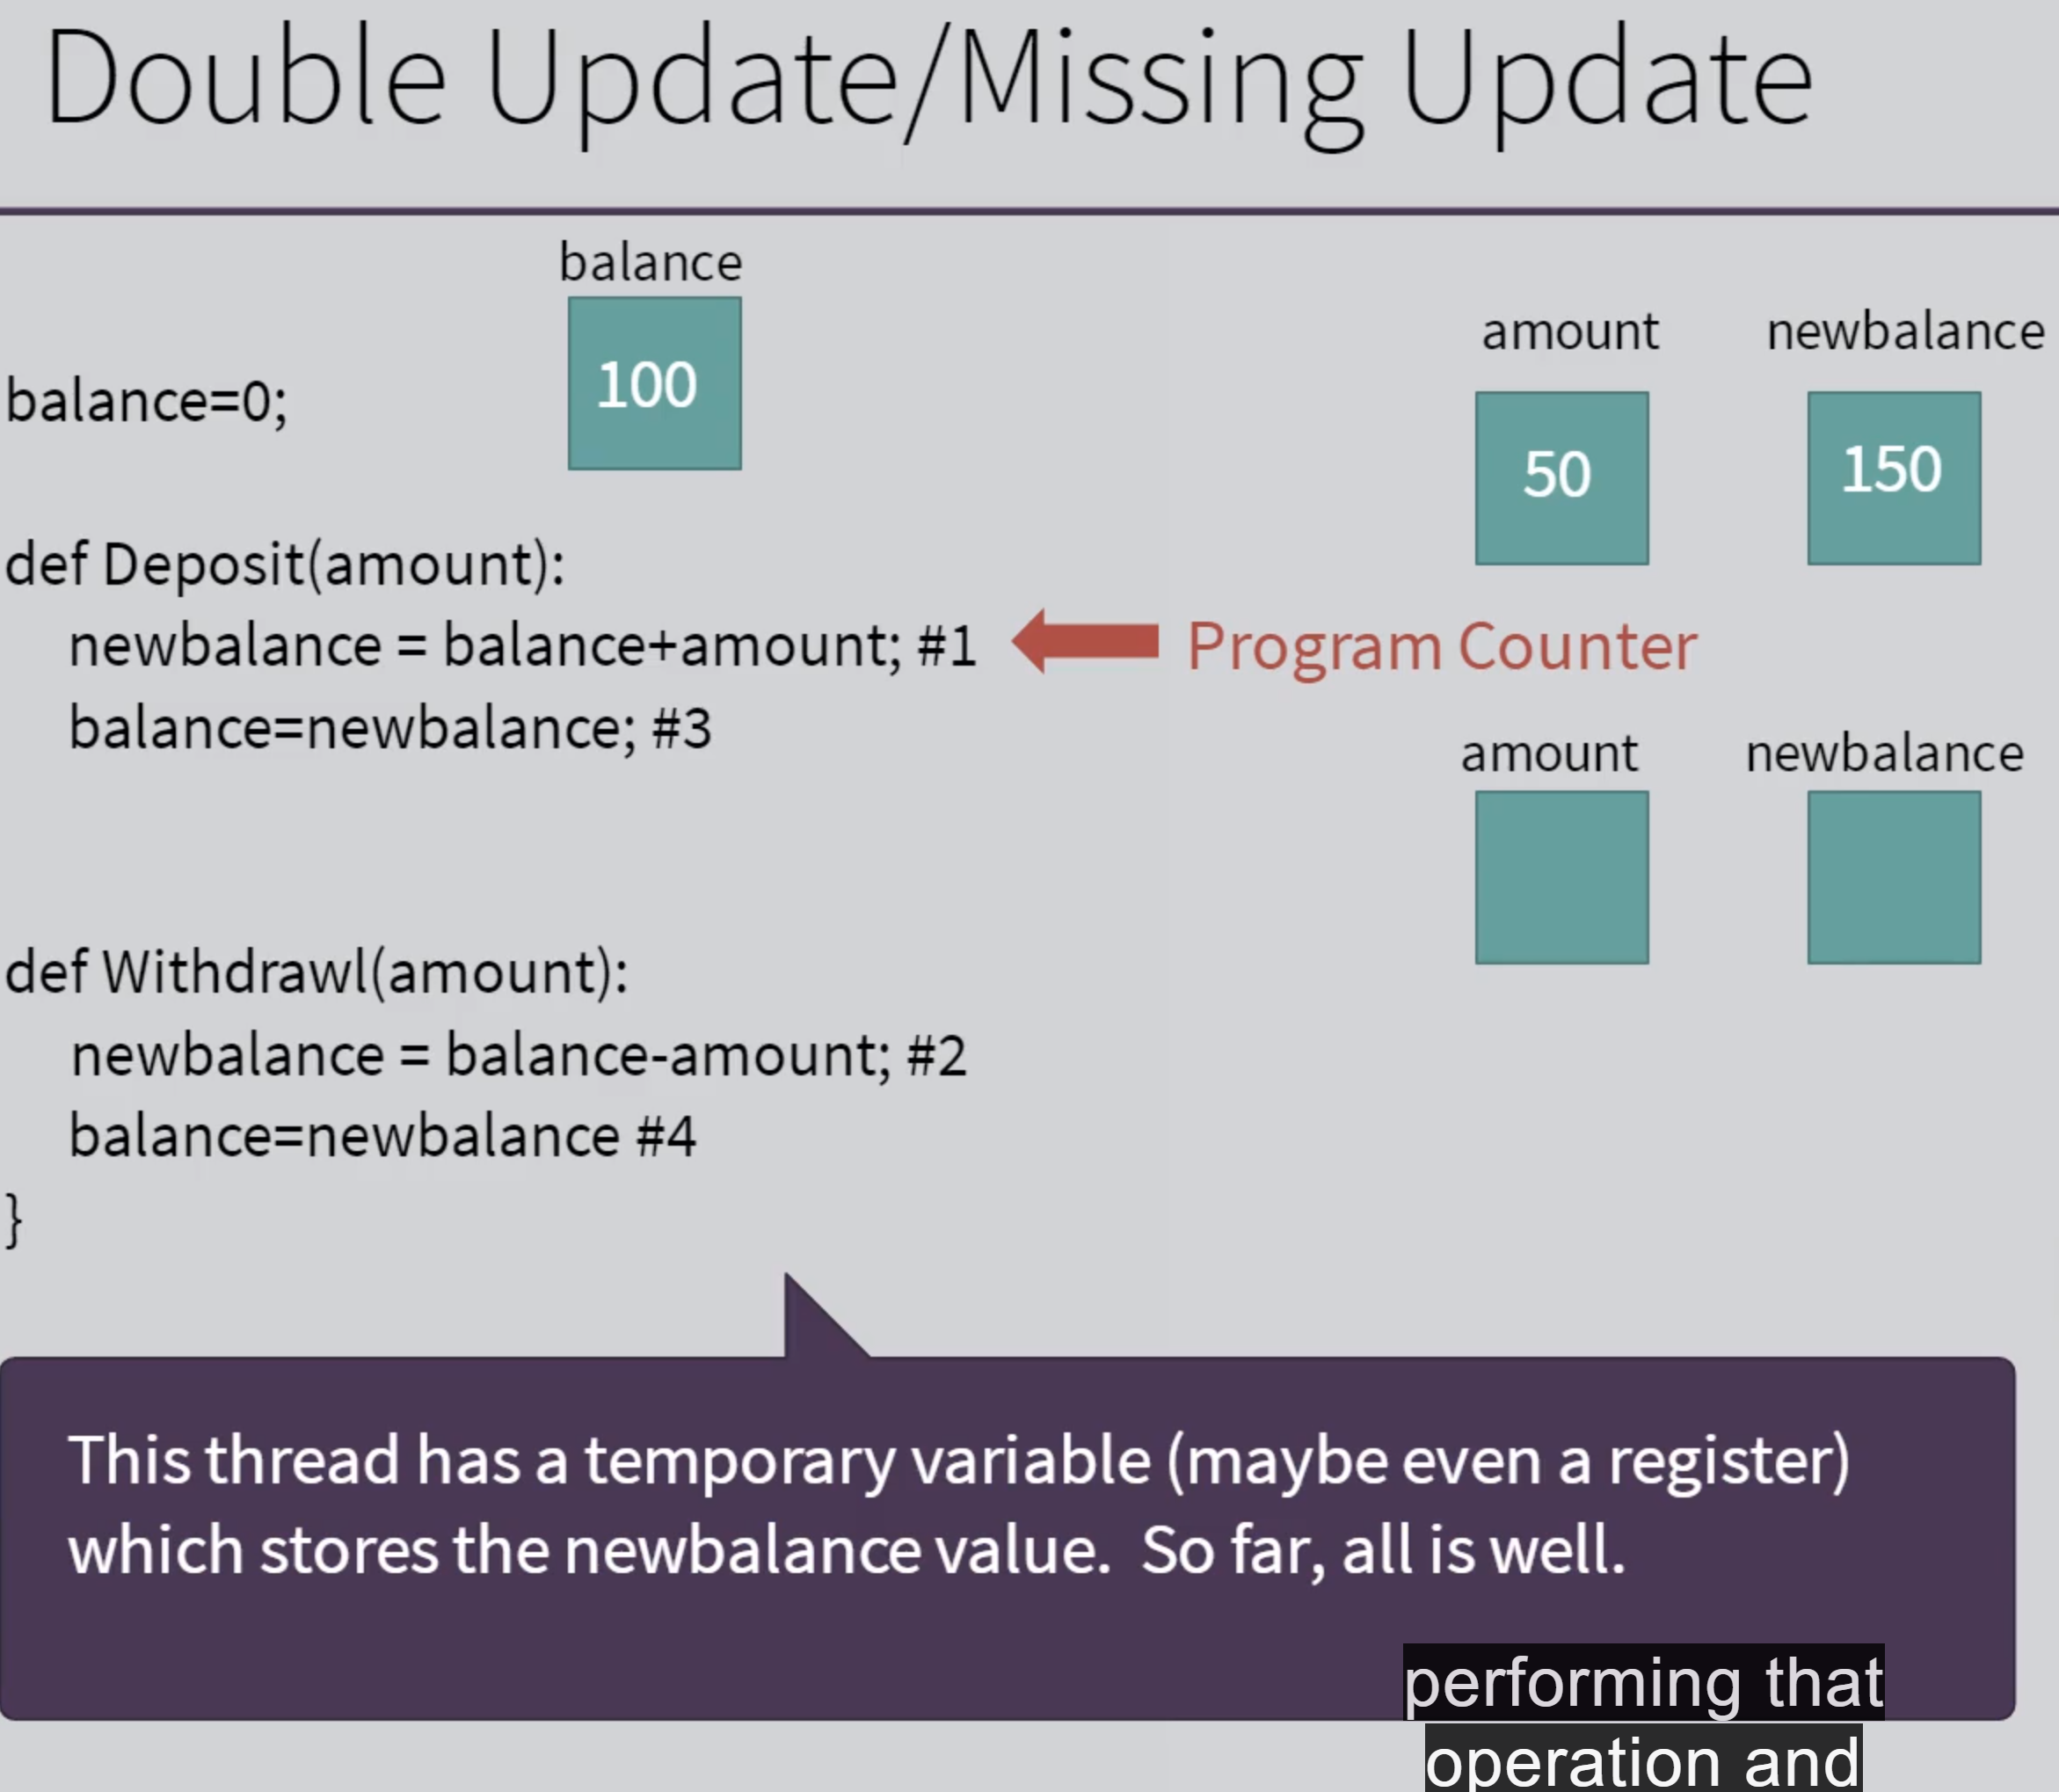 Double Update/Missing Update
balance
100
balance=0;
amount
newbalance
50
150
def Deposit(amount):
newbalance = balance+amount; #1
Program Counter
balance=newbalance; #3
amount
newbalance
def Withdrawl(amount):
newbalance = balance-amount; #2
balance=newbalance #4
}
This thread has a temporary variable (maybe even a register)
which stores the newbalance value. So far, all is well.
performing that
operation and